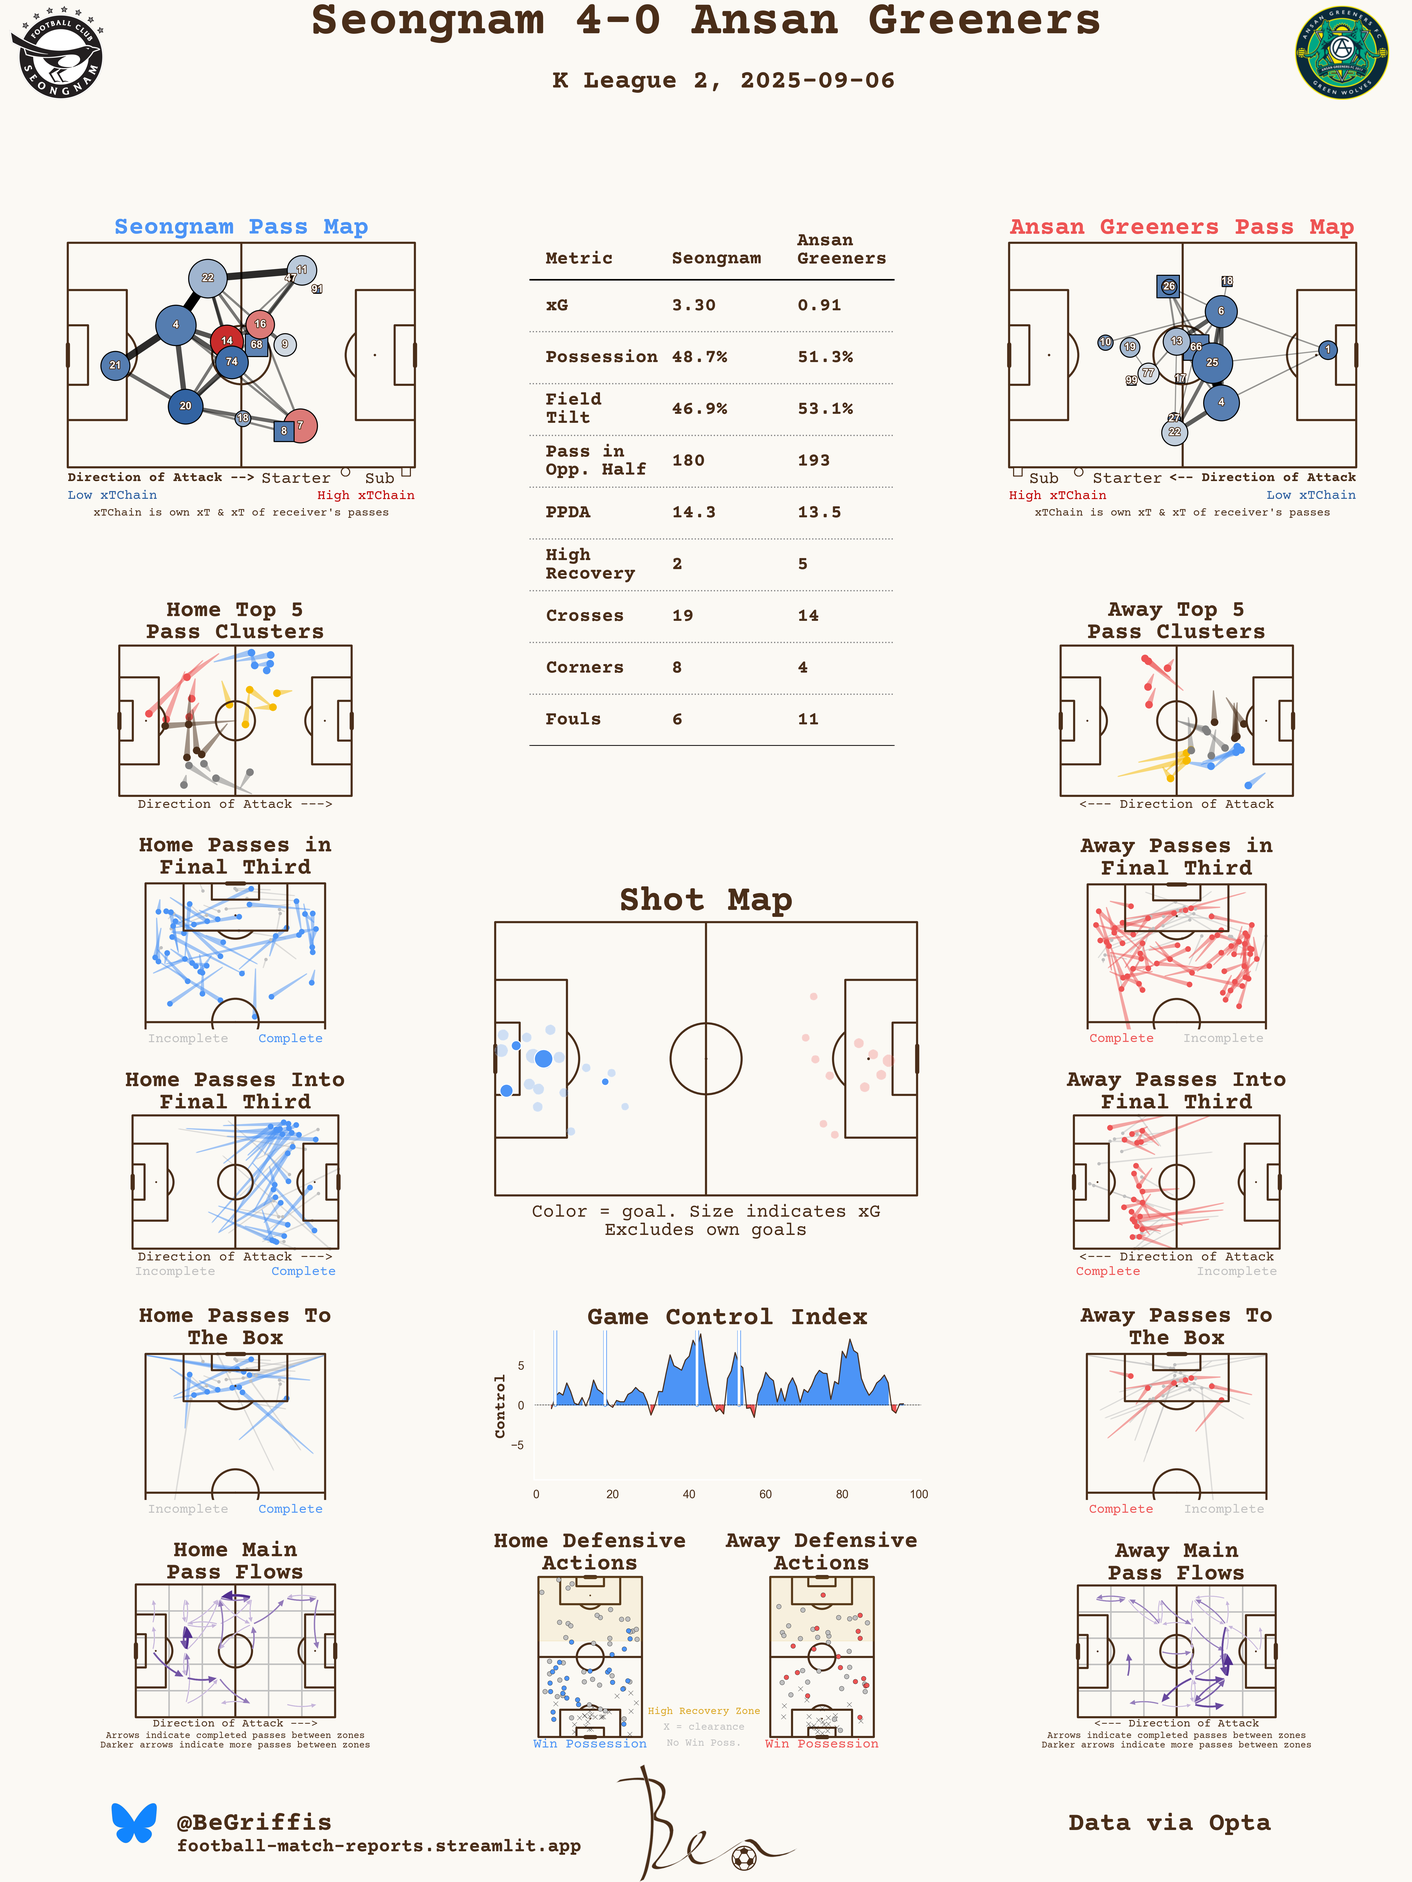 Seongnam 4-0 Ansan Greeners
K League 2, 2025-09-06
FOOTBALL CLUB
SEONGNAM
ANSAN GREENERS FC
GREEN WOLVES
Seongnam Pass Map
22
11
47
91
4
16
14
68
9
21
74
20
18
8
7
Direction of Attack --> Starter Sub
Low xTChain High xTChain
xTChain is own xT & xT of receiver's passes
Metric Seongnam Ansan Greeners
xG 3.30 0.91
Possession 48.7% 51.3%
Field Tilt 46.9% 53.1%
Pass in Opp. Half 180 193
PPDA 14.3 13.5
High Recovery 2 5
Crosses 19 14
Corners 8 4
Fouls 6 11
Ansan Greeners Pass Map
26
18
6
10
19
13
66
1
25
77
99
17
4
27
22
Sub Starter <-- Direction of Attack
High xTChain Low xTChain
xTChain is own xT & xT of receiver's passes
Home Top 5
Pass Clusters
Direction of Attack --->
Away Top 5
Pass Clusters
<--- Direction of Attack
Home Passes in
Final Third
Incomplete Complete
Away Passes in
Final Third
Complete Incomplete
Shot Map
Color = goal. Size indicates xG
Excludes own goals
Home Passes Into
Final Third
Direction of Attack --->
Incomplete Complete
Away Passes Into
Final Third
<--- Direction of Attack
Complete Incomplete
Home Passes To
The Box
Incomplete Complete
Game Control Index
Control
5
0
−5
0 20 40 60 80 100
Away Passes To
The Box
Complete Incomplete
Home Main
Pass Flows
Direction of Attack --->
Arrows indicate completed passes between zones
Darker arrows indicate more passes between zones
Home Defensive
Actions
Win Possession
High Recovery Zone
X = clearance
No Win Poss.
Away Defensive
Actions
Win Possession
Away Main
Pass Flows
<--- Direction of Attack
Arrows indicate completed passes between zones
Darker arrows indicate more passes between zones
@BeGriffis
football-match-reports.streamlit.app
Ben
Data via Opta